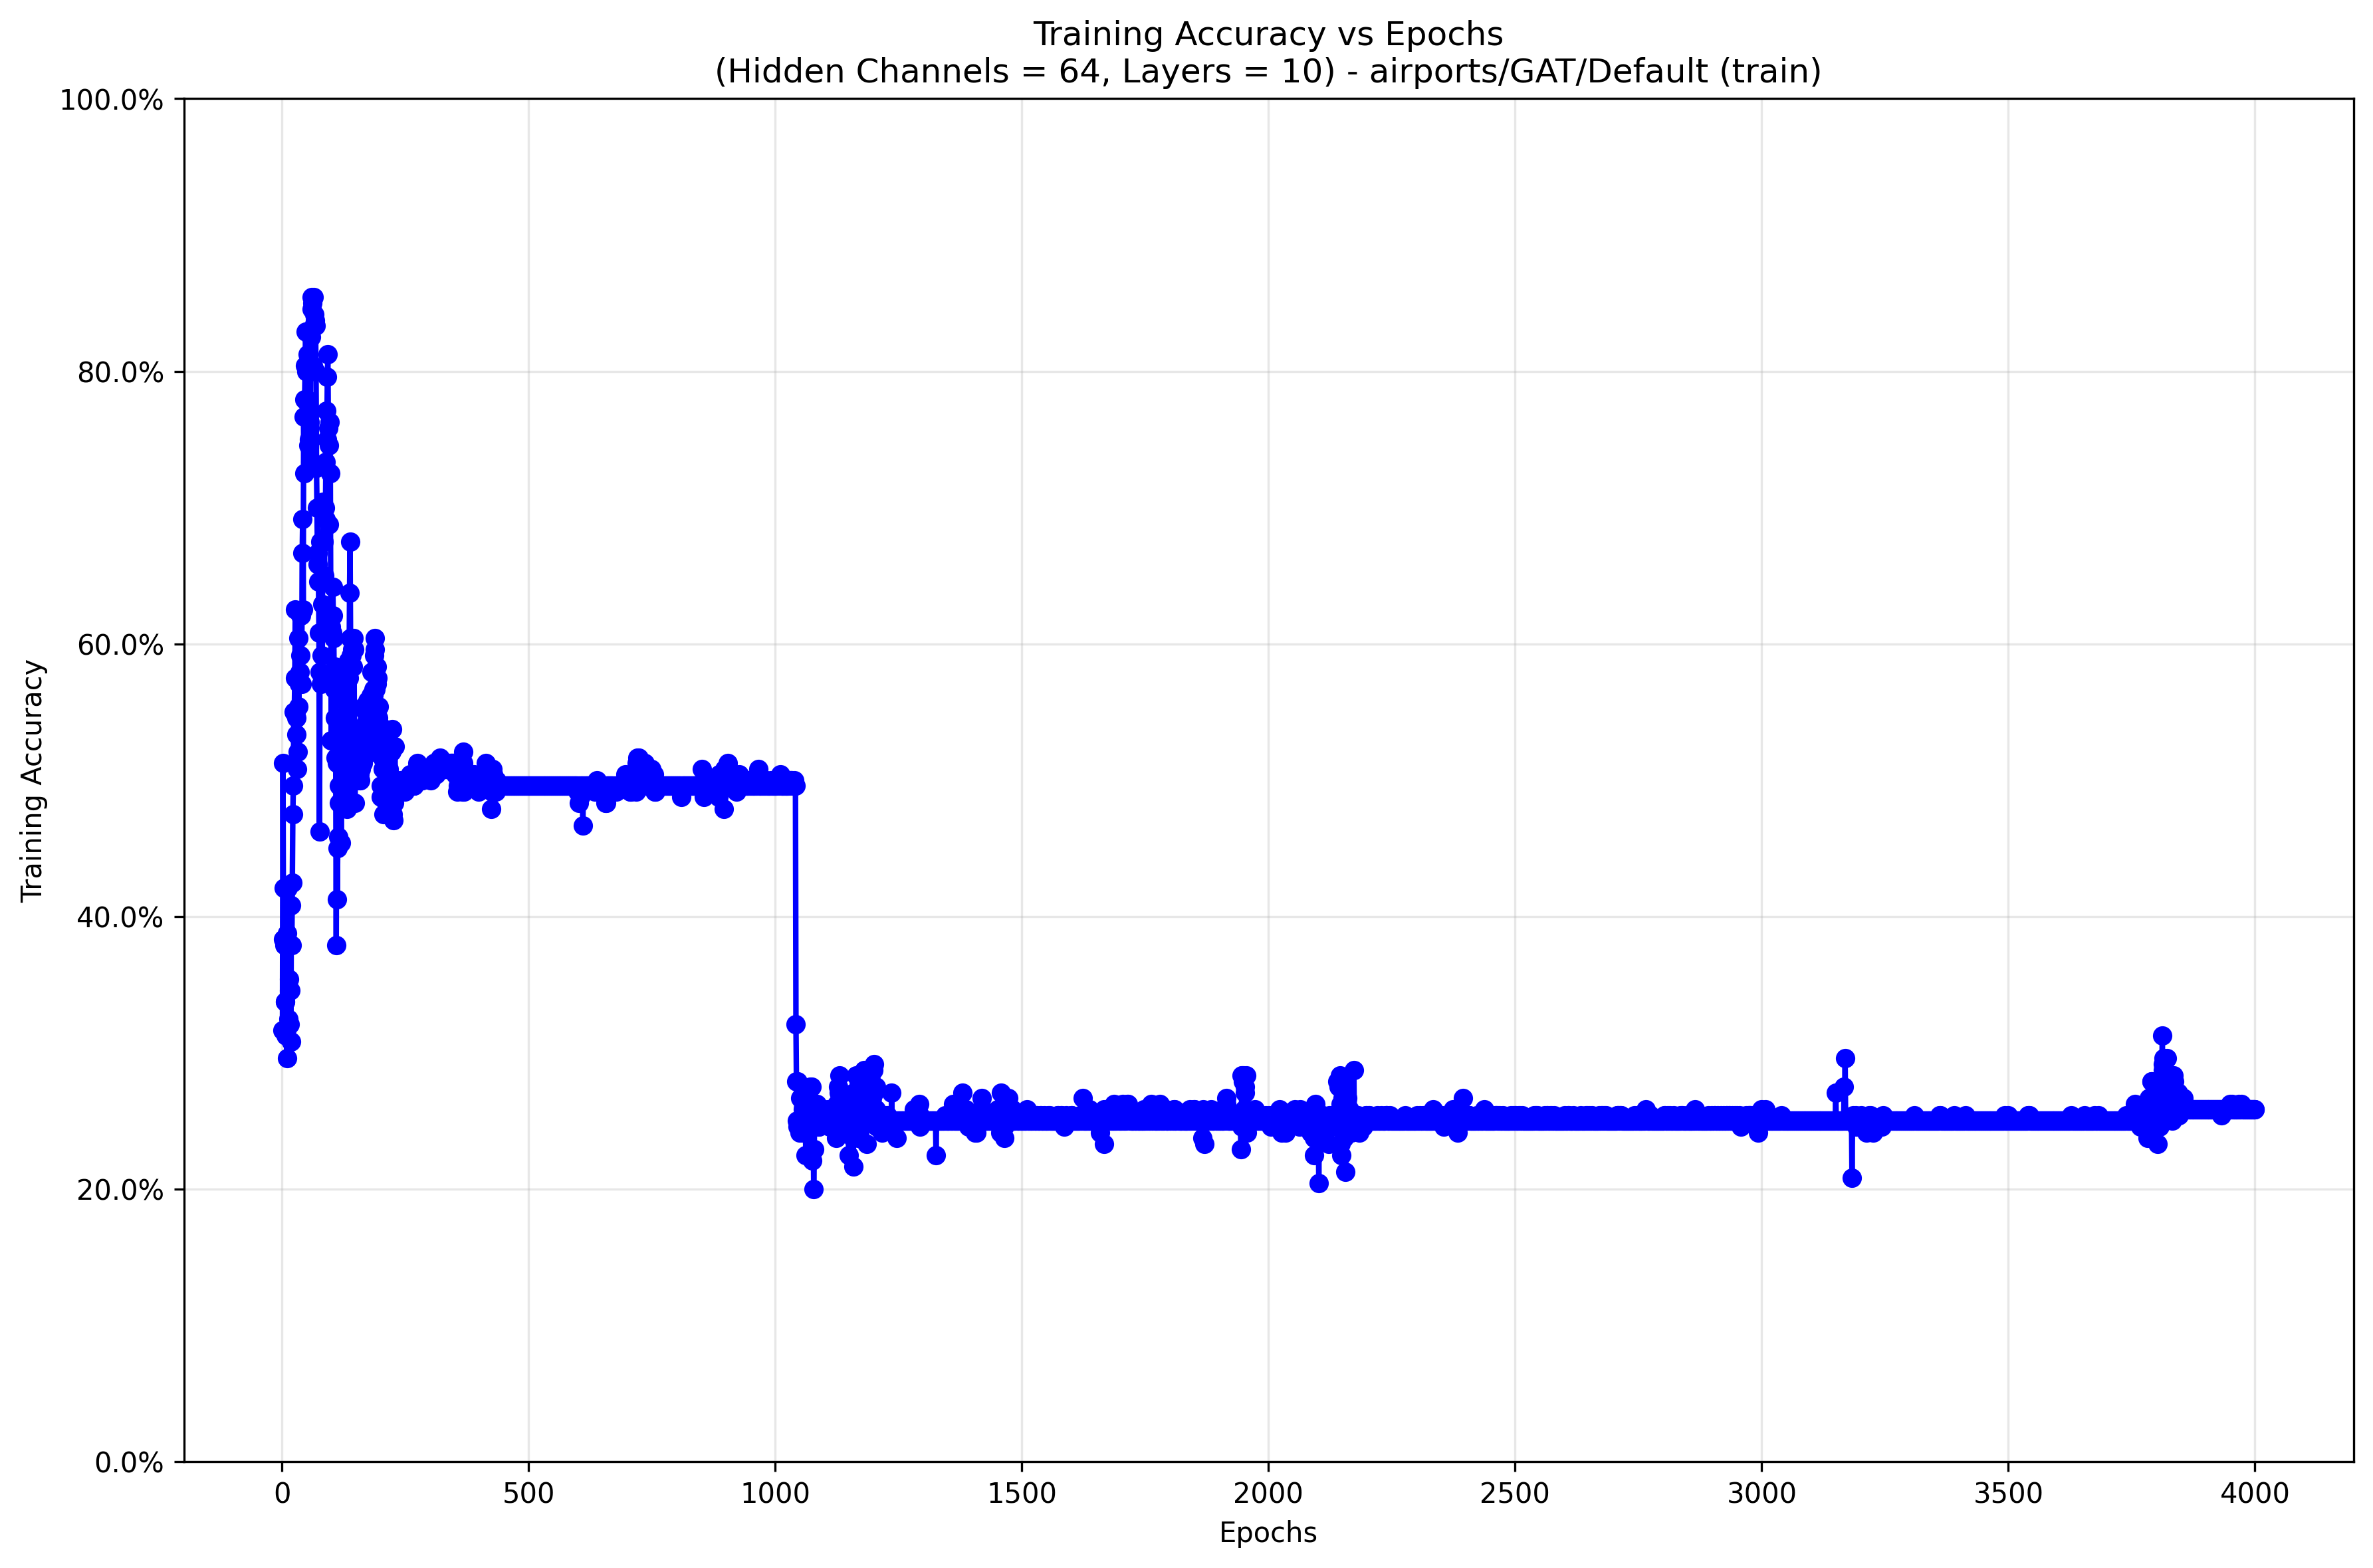 Training Accuracy vs Epochs
(Hidden Channels = 64, Layers = 10) - airports/GAT/Default (train)
100.0%
80.0%
60.0%
40.0%
20.0%
0.0%
Training Accuracy
0 500 1000 1500 2000 2500 3000 3500 4000
Epochs